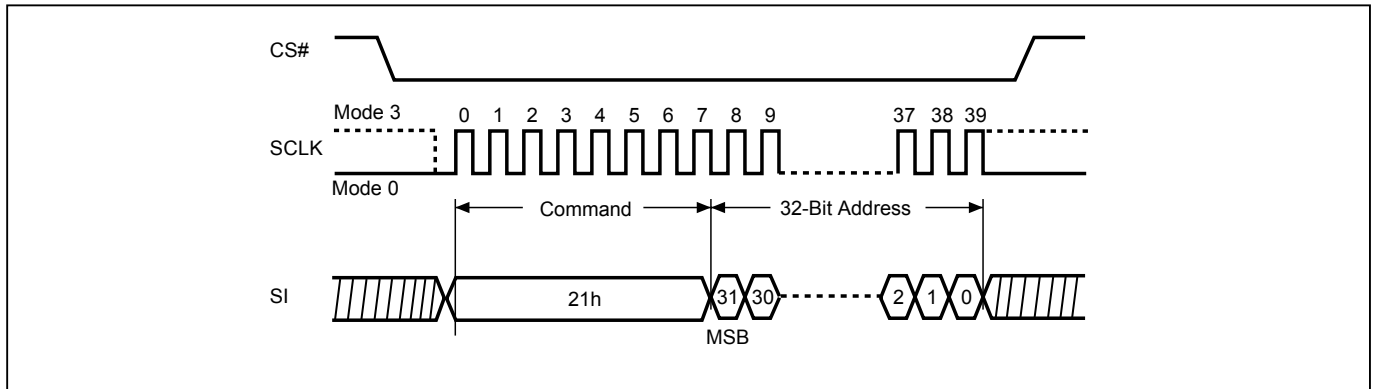 CS#
Mode 3
0 1 2 3 4 5 6 7 8 9 37 38 39
SCLK
Mode 0
Command 32-Bit Address
SI 21h 31 30 2 1 0
MSB